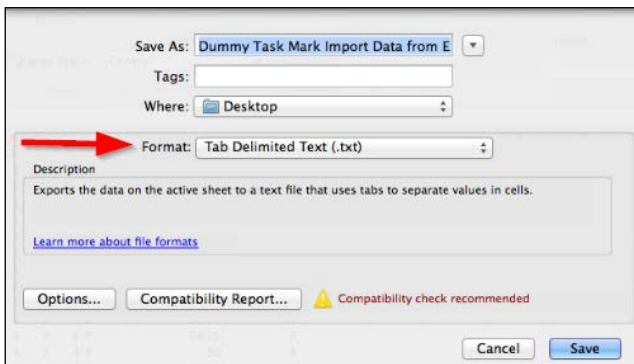 Save As: Dummy Task Mark Import Data from E
Tags:
Where: Desktop
Format: Tab Delimited Text (.txt)
Description
Exports the data on the active sheet to a text file that uses tabs to separate values in cells.
Learn more about file formats
Options... Compatibility Report... Compatibility check recommended
Cancel Save